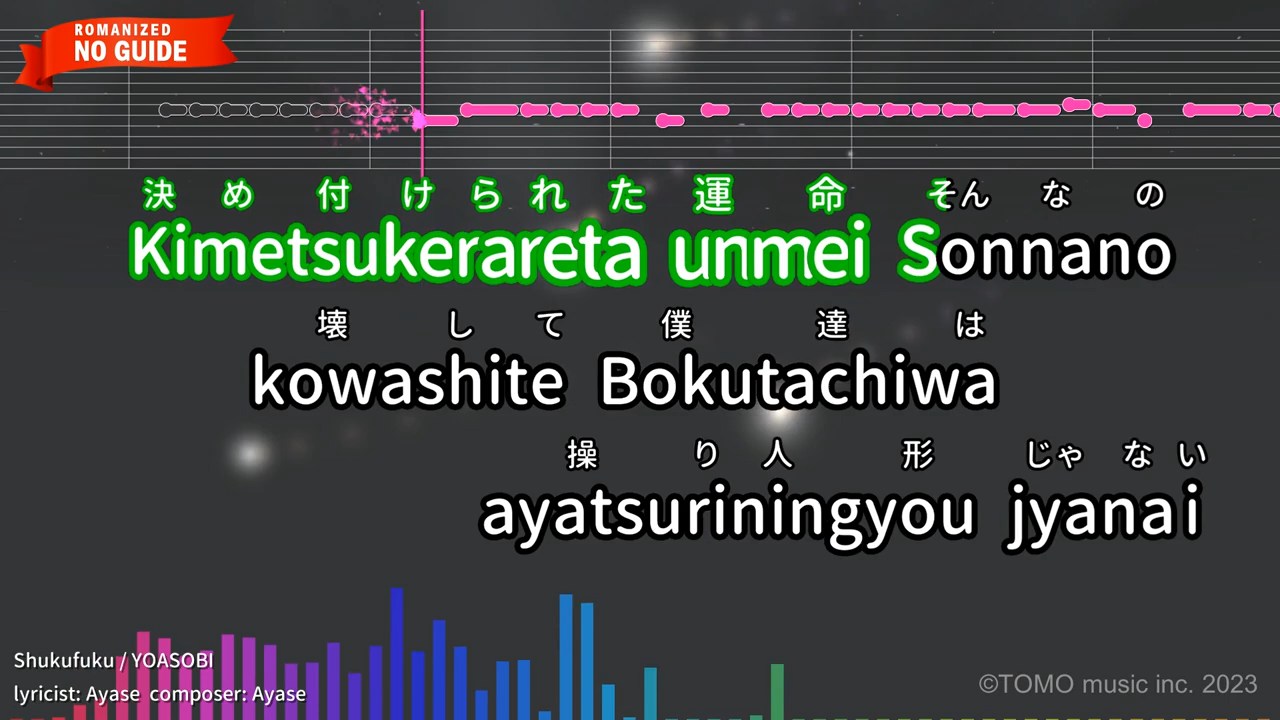 ROMANIZED
NO GUIDE
決め付けられた運命そんなの
Kimetsukerareta unmei Sonnano
壊して僕達は
kowashite Bokutachiwa
操り人形じゃない
ayatsuriningyou jyanai
Shukufuku / YOASOBI
lyricist: Ayase composer: Ayase
©TOMO music inc. 2023